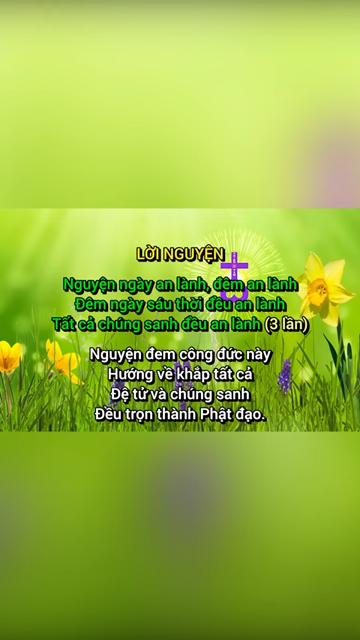 LỜI NGUYỆN
Nguyện ngày an lành, đêm an lành
Đêm ngày sáu thời đều an lành
Tất cả chúng sanh đều an lành (3 lần)
Nguyện đem công đức này
Hướng về khắp tất cả
Đệ tử và chúng sanh
Đều trọn thành Phật đạo.